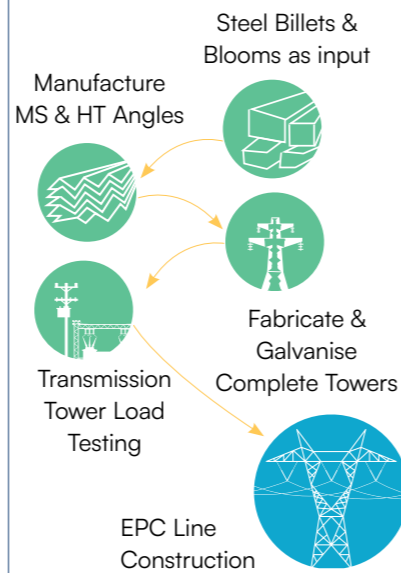 Steel Billets &
Blooms as input
Manufacture
MS & HT Angles
Fabricate &
Galvanise
Complete Towers
Transmission
Tower Load
Testing
EPC Line
Construction